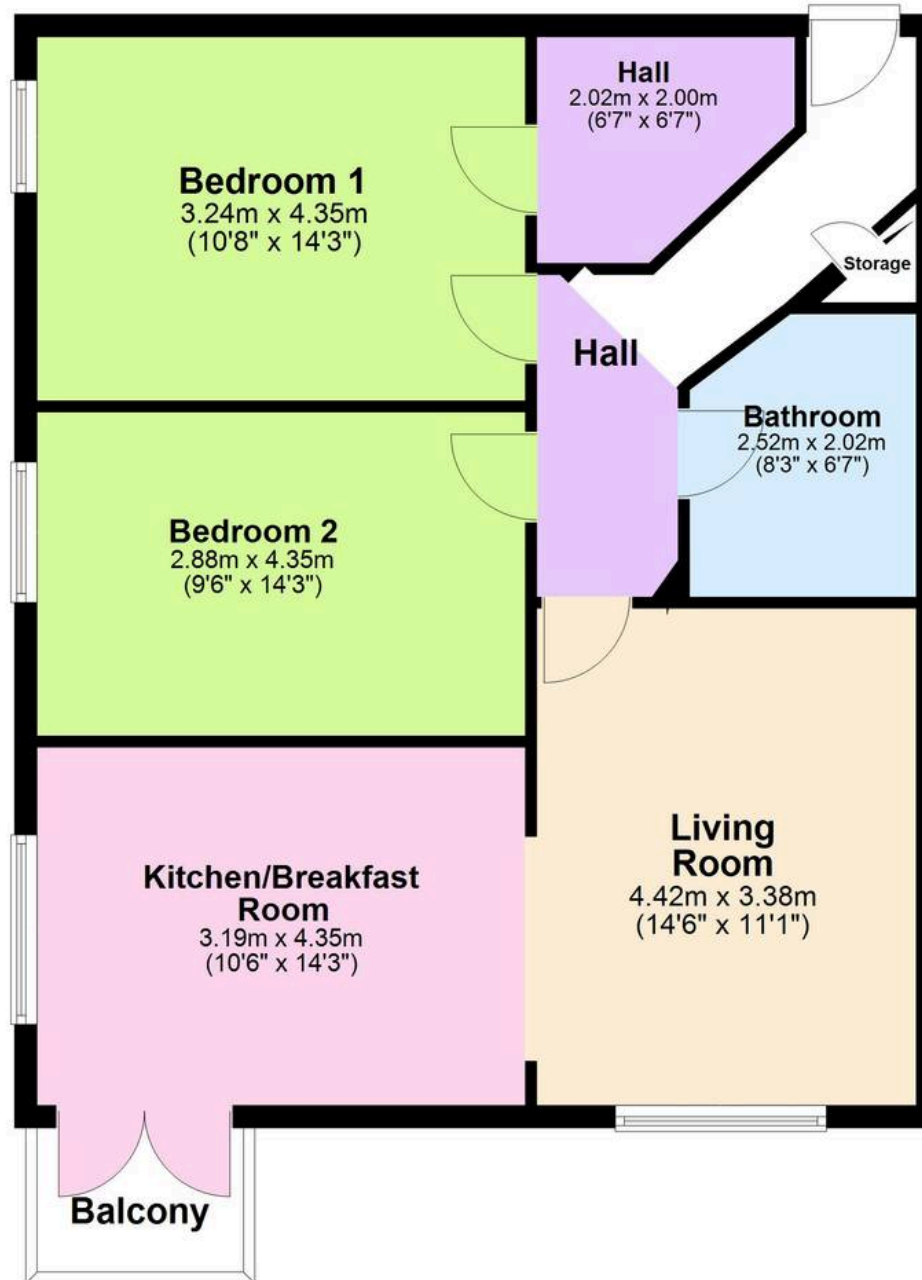 Hall
2.02m x 2.00m
(6'7" x 6'7")
Bedroom 1
3.24m x 4.35m
(10'8" x 14'3")
Storage
Hall
Bathroom
2.52m x 2.02m
(8'3" x 6'7")
Bedroom 2
2.88m x 4.35m
(9'6" x 14'3")
Living
Room
4.42m x 3.38m
(14'6" x 11'1")
Kitchen/Breakfast
Room
3.19m x 4.35m
(10'6" x 14'3")
Balcony